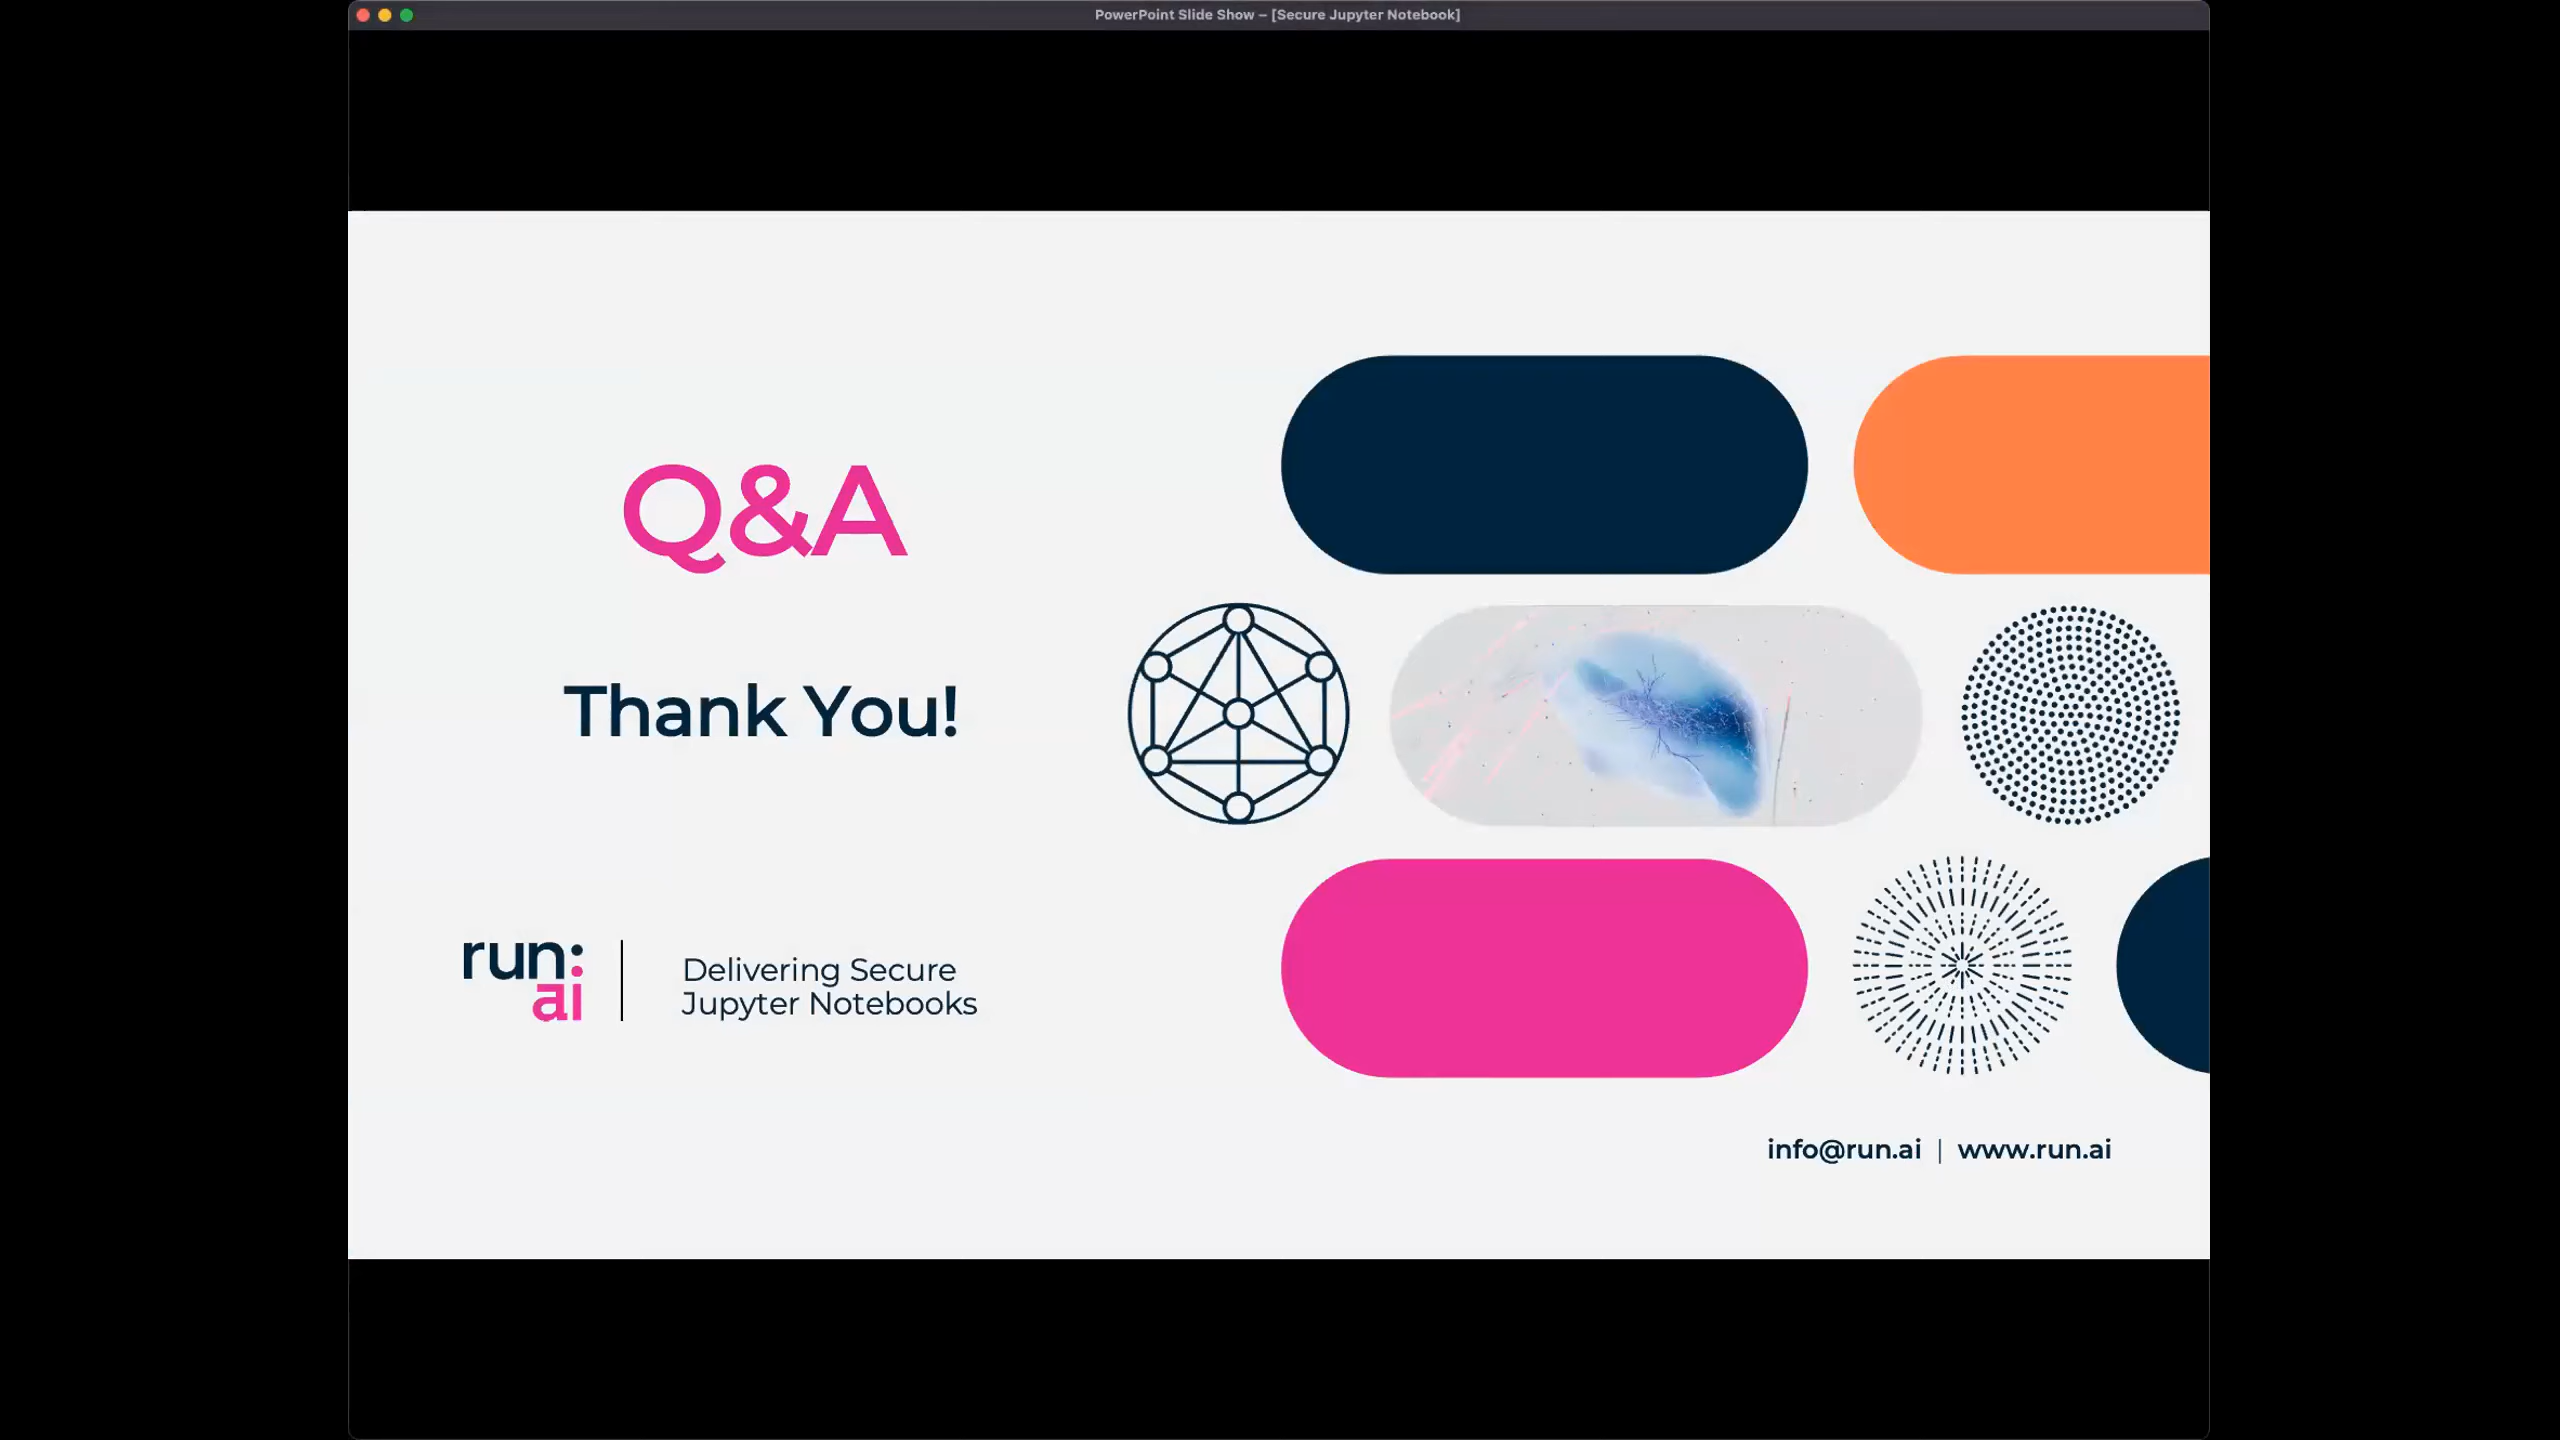 PowerPoint Slide Show – [Secure Jupyter Notebook]
Q&A
Thank You!
run:
ai
Delivering Secure
Jupyter Notebooks
info@run.ai | www.run.ai